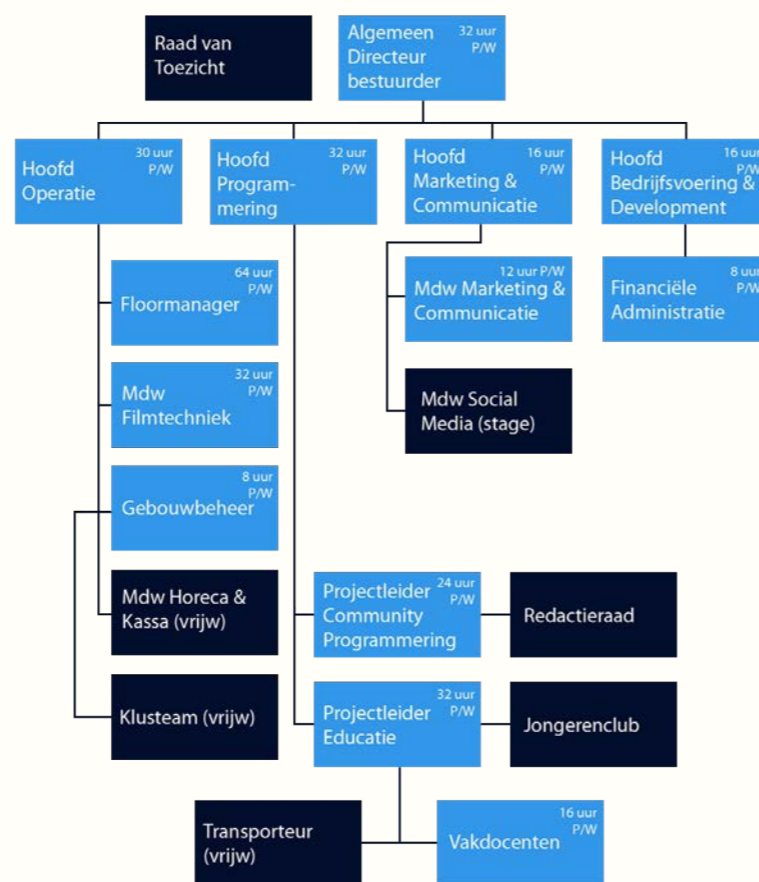 Raad van
Toezicht
Algemeen
Directeur
bestuurder
32 uur
P/W
Hoofd
Operatie
30 uur
P/W
Hoofd
Program-
mering
32 uur
P/W
Hoofd
Marketing &
Communicatie
16 uur
P/W
Hoofd
Bedrijfsvoering &
Development
16 uur
P/W
Floormanager
64 uur
P/W
12 uur P/W
Mdw Marketing &
Communicatie
Financiële
Administratie
8 uur
P/W
Mdw
Filmtechniek
32 uur
P/W
Mdw Social
Media (stage)
Gebouwbeheer
8 uur
P/W
Mdw Horeca &
Kassa (vrijw)
Projectleider
Community
Programmering
24 uur
P/W
Redactieraad
Klusteam (vrijw)
Projectleider
Educatie
32 uur
P/W
Jongerenclub
Transporteur
(vrijw)
Vakdocenten
16 uur
P/W